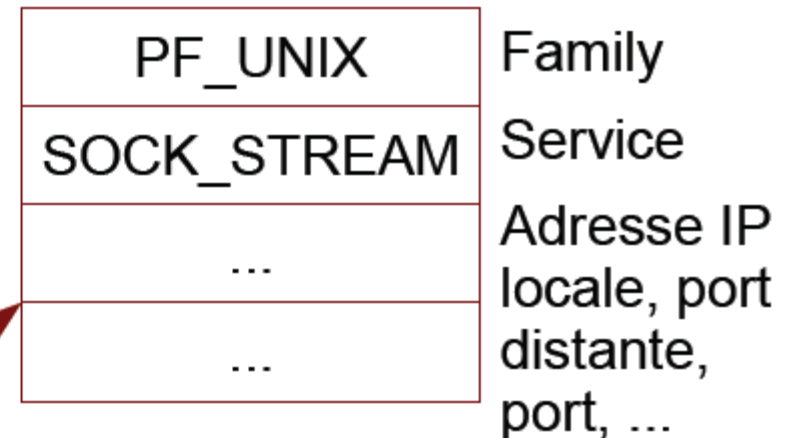 PF_UNIX Family
SOCK_STREAM Service
... Adresse IP
locale, port
... distante,
port, ...